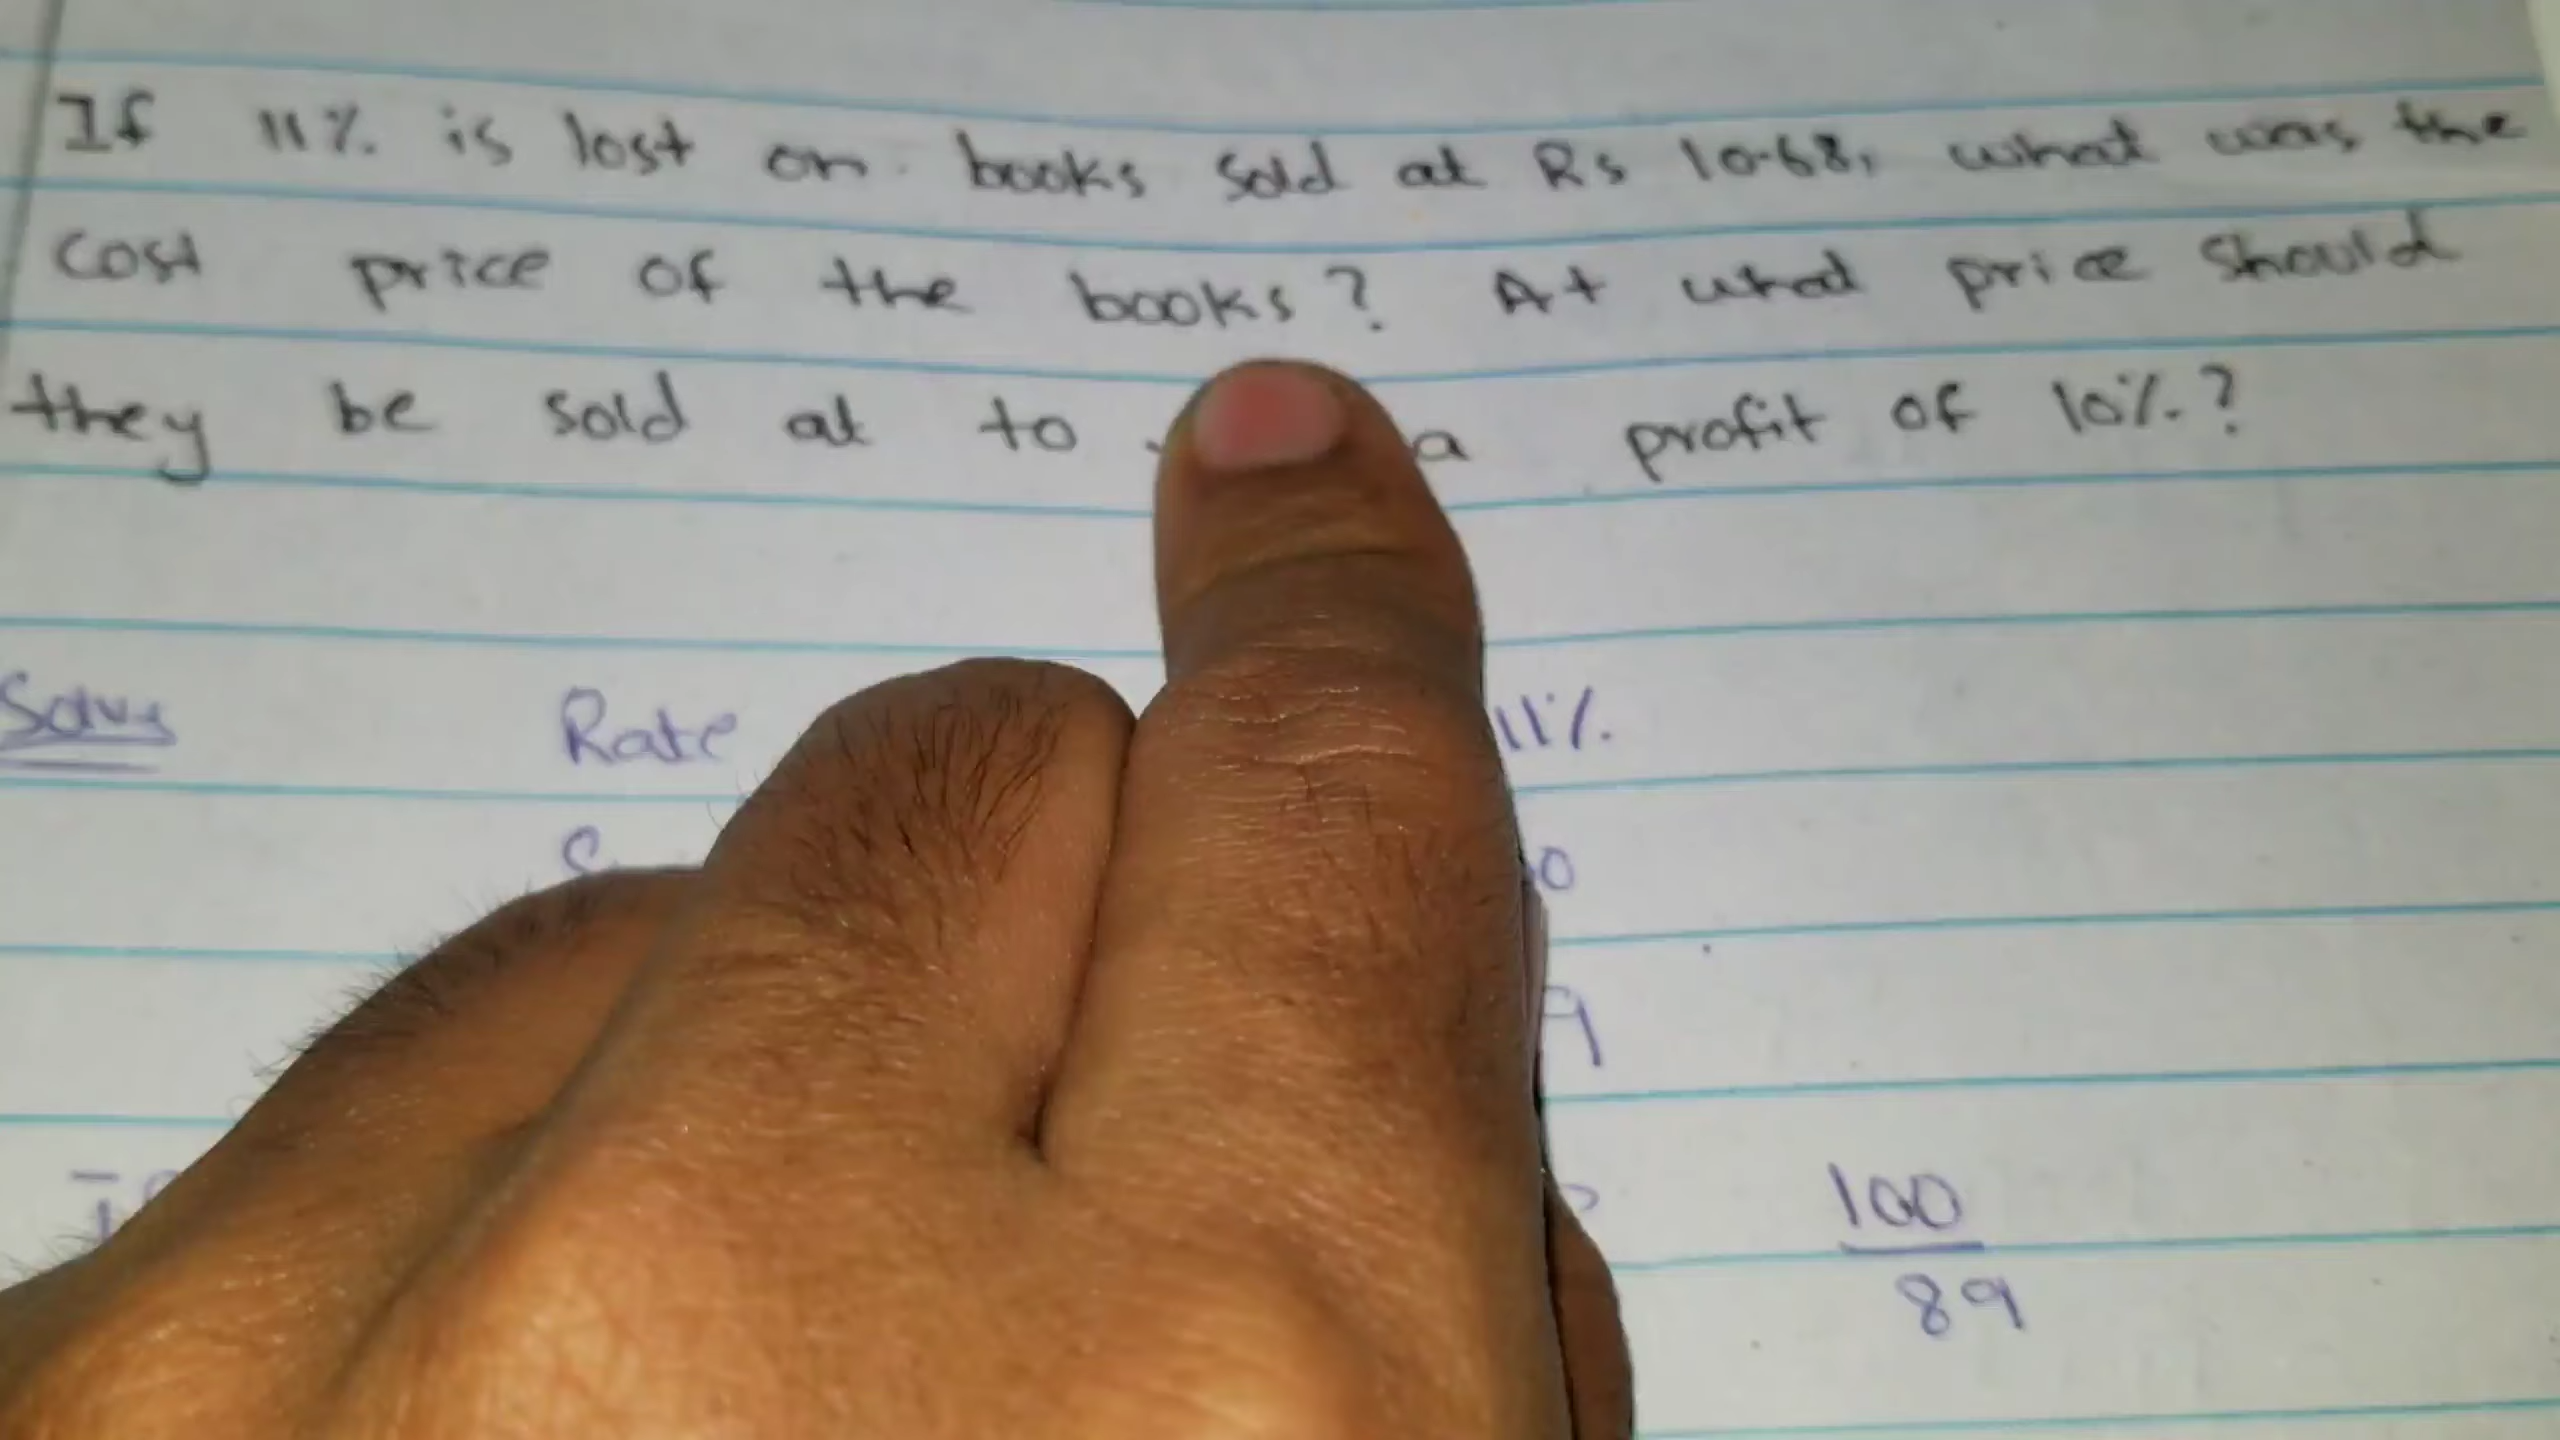 If 11% is lost on books sold at Rs 10.68, what was the
cost price of the books? At what price should
they be sold at to a profit of 10%?
Solve Rate 11%
100
89